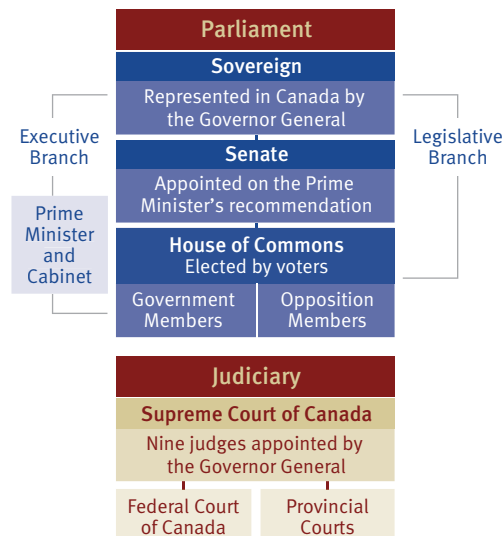 Parliament
Sovereign
Represented in Canada by
the Governor General
Executive
Branch
Legislative
Branch
Senate
Appointed on the Prime
Minister's recommendation
Prime
Minister
and
Cabinet
House of Commons
Elected by voters
Government
Members
Opposition
Members
Judiciary
Supreme Court of Canada
Nine judges appointed by
the Governor General
Federal Court
of Canada
Provincial
Courts